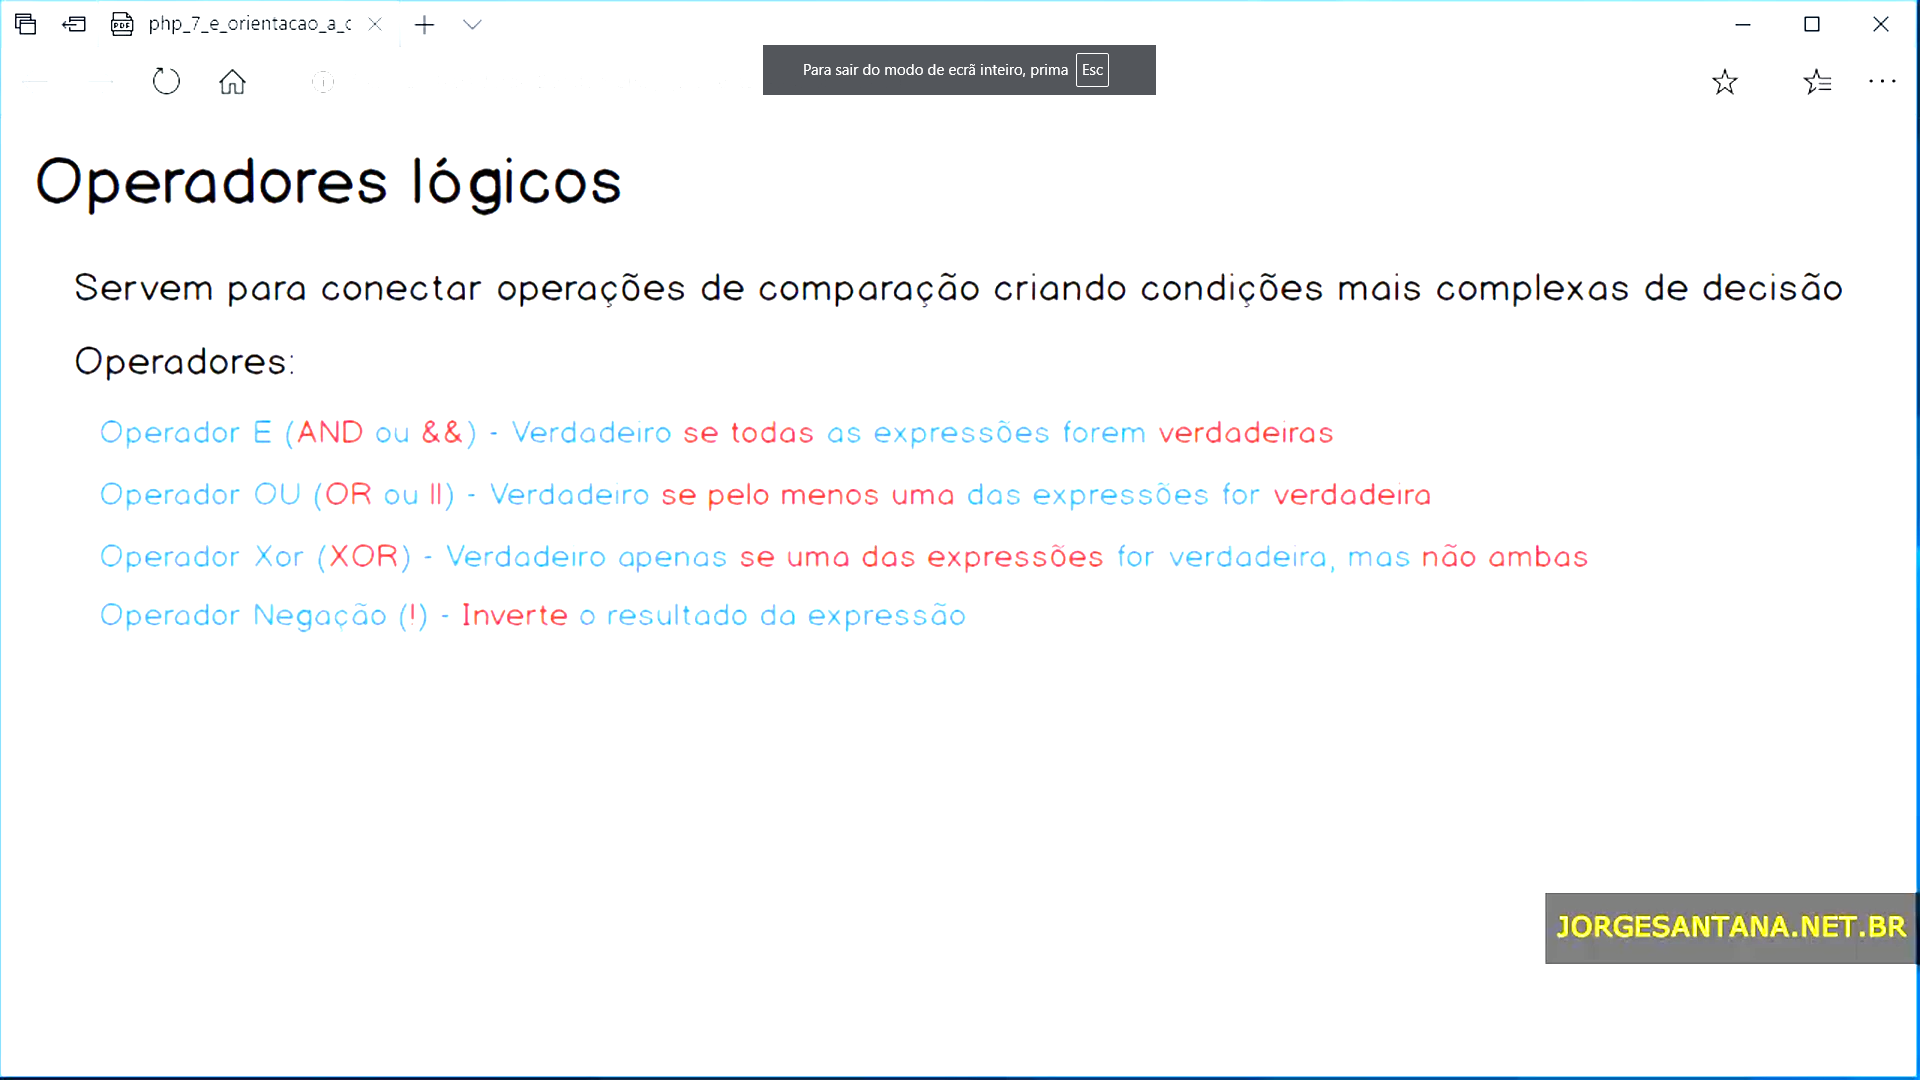 php_7_e_orientacao_a_c
Para sair do modo de ecrã inteiro, prima Esc
Operadores lógicos
Servem para conectar operações de comparação criando condições mais complexas de decisão
Operadores:
Operador E (AND ou &&) - Verdadeiro se todas as expressões forem verdadeiras
Operador OU (OR ou ||) - Verdadeiro se pelo menos uma das expressões for verdadeira
Operador Xor (XOR) - Verdadeiro apenas se uma das expressões for verdadeira, mas não ambas
Operador Negação (!) - Inverte o resultado da expressão
JORGESANTANA.NET.BR